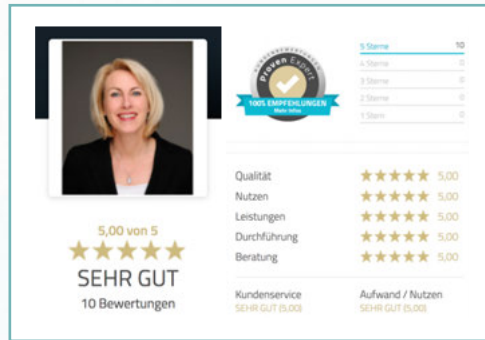 5,00 von 5
SEHR GUT
10 Bewertungen
Proven Expert
100% EMPFEHLUNGEN
Mehr Infos
5 Sterne 10
4 Sterne 0
3 Sterne 0
2 Sterne 0
1 Stern 0
Qualität 5,00
Nutzen 5,00
Leistungen 5,00
Durchführung 5,00
Beratung 5,00
Kundenservice
SEHR GUT (5,00)
Aufwand / Nutzen
SEHR GUT (5,00)